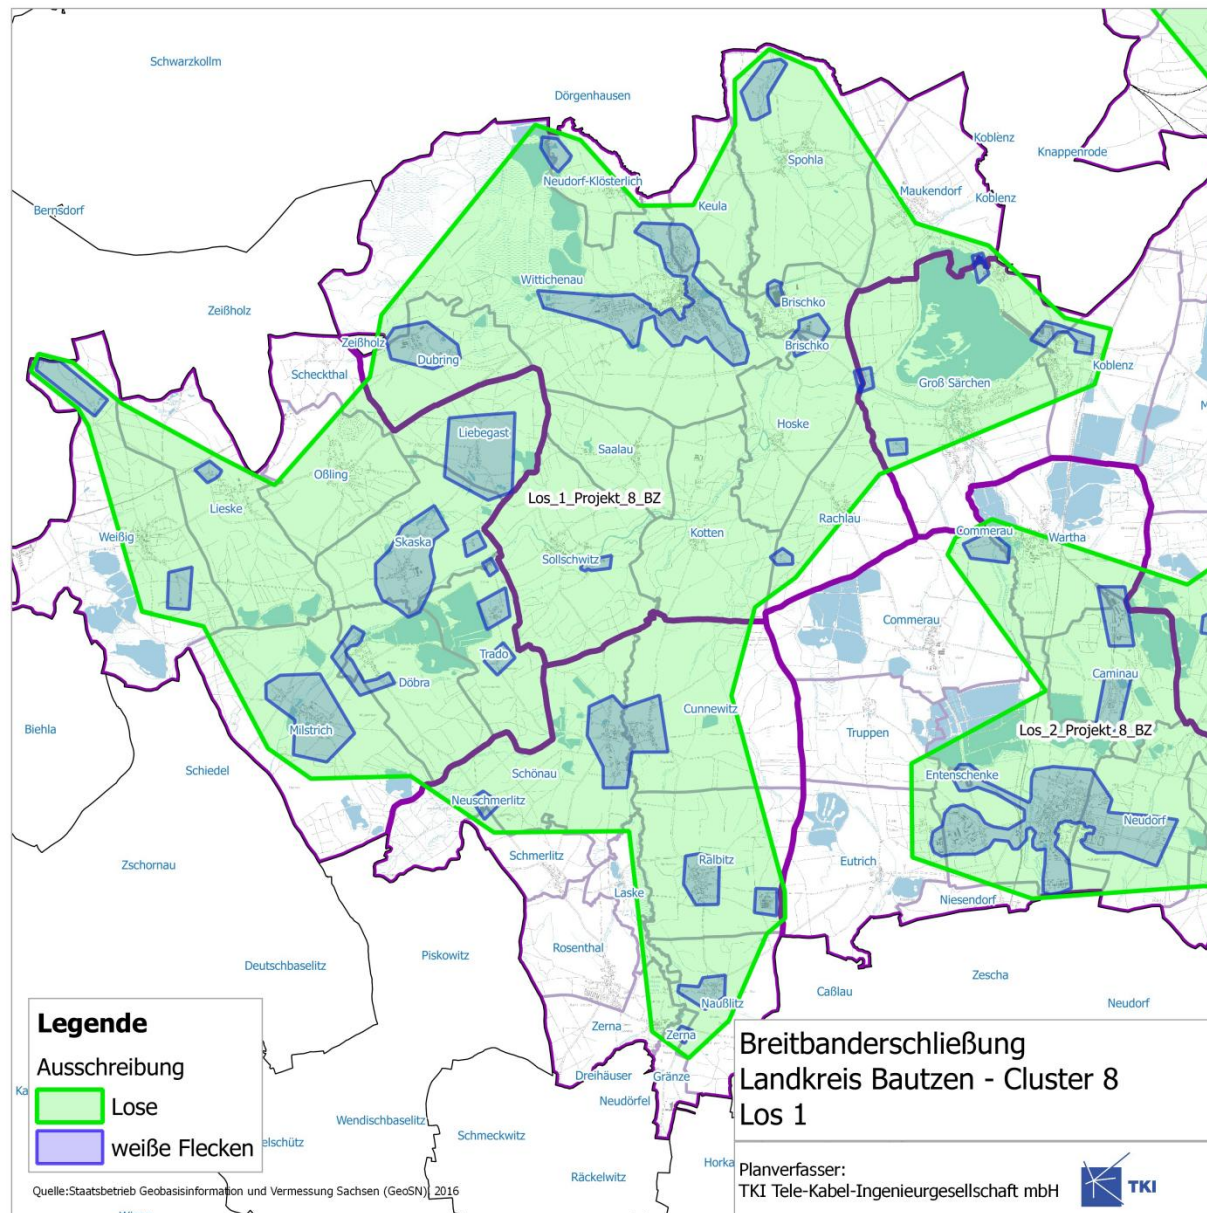 Schwarzkollm
Dörgenhausen
Koblenz
Knappenrode
Spohla
Neudorf-Klösterlich
Maukendorf
Koblenz
Bernsdorf
Keula
Wittichenau
Zeißholz
Brischko
Zeißholz
Brischko
Dubring
Koblenz
Scheckthal
Groß Särchen
Liebegast
Hoske
Saalau
Oßling
Los_1_Projekt_8_BZ
Lieske
Rachlau
Weißig
Skaska
Kotten
Commerau
Wartha
Sollschwitz
Commerau
Trado
Caminau
Döbra
Cunnewitz
Biehla
Milstrich
Truppen
Los_2_Projekt_8_BZ
Schiedel
Schönau
Entenschenke
Neuschmerlitz
Neudorf
Zschornau
Schmerlitz
Ralbitz
Eutrich
Laske
Niesendorf
Rosenthal
Piskowitz
Deutschbaselitz
Zescha
Caßlau
Naußlitz
Neudorf
Zerna
Zerna
Dreihäuser
Gränze
Neudörfel
Wendischbaselitz
Schmeckwitz
Räckelwitz
Legende
Ausschreibung
Lose
weiße Flecken
Quelle:Staatsbetrieb Geobasisinformation und Vermessung Sachsen (GeoSN), 2016
Breitbanderschließung
Landkreis Bautzen - Cluster 8
Los 1
Planverfasser:
TKI Tele-Kabel-Ingenieurgesellschaft mbH
TKI